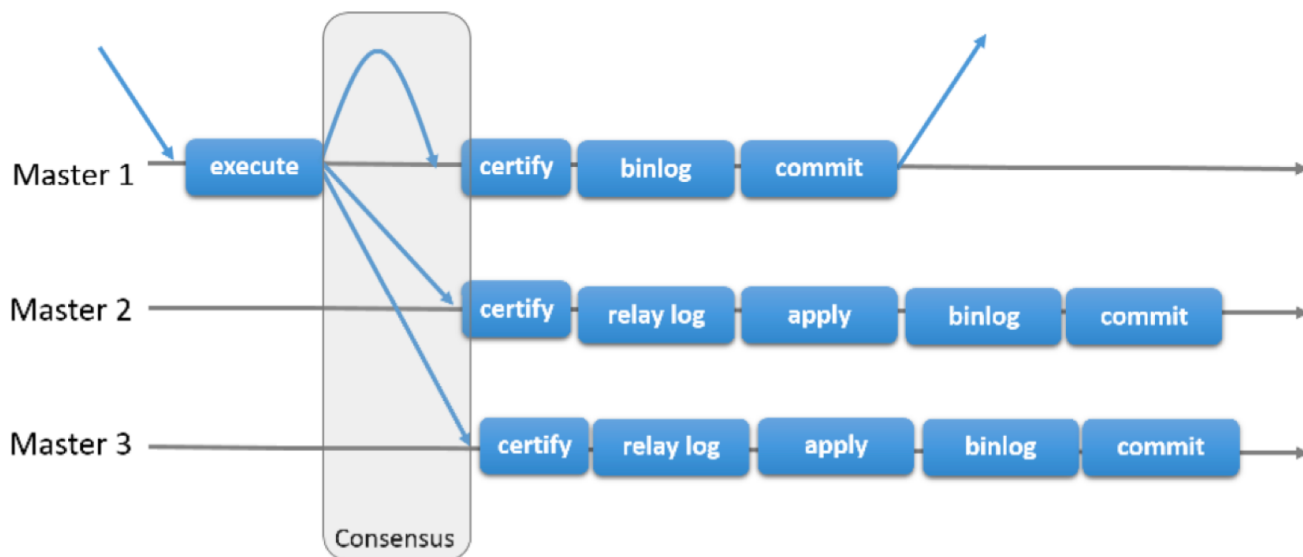 Master 1 execute certify binlog commit
Master 2 certify relay log apply binlog commit
Master 3 certify relay log apply binlog commit
Consensus